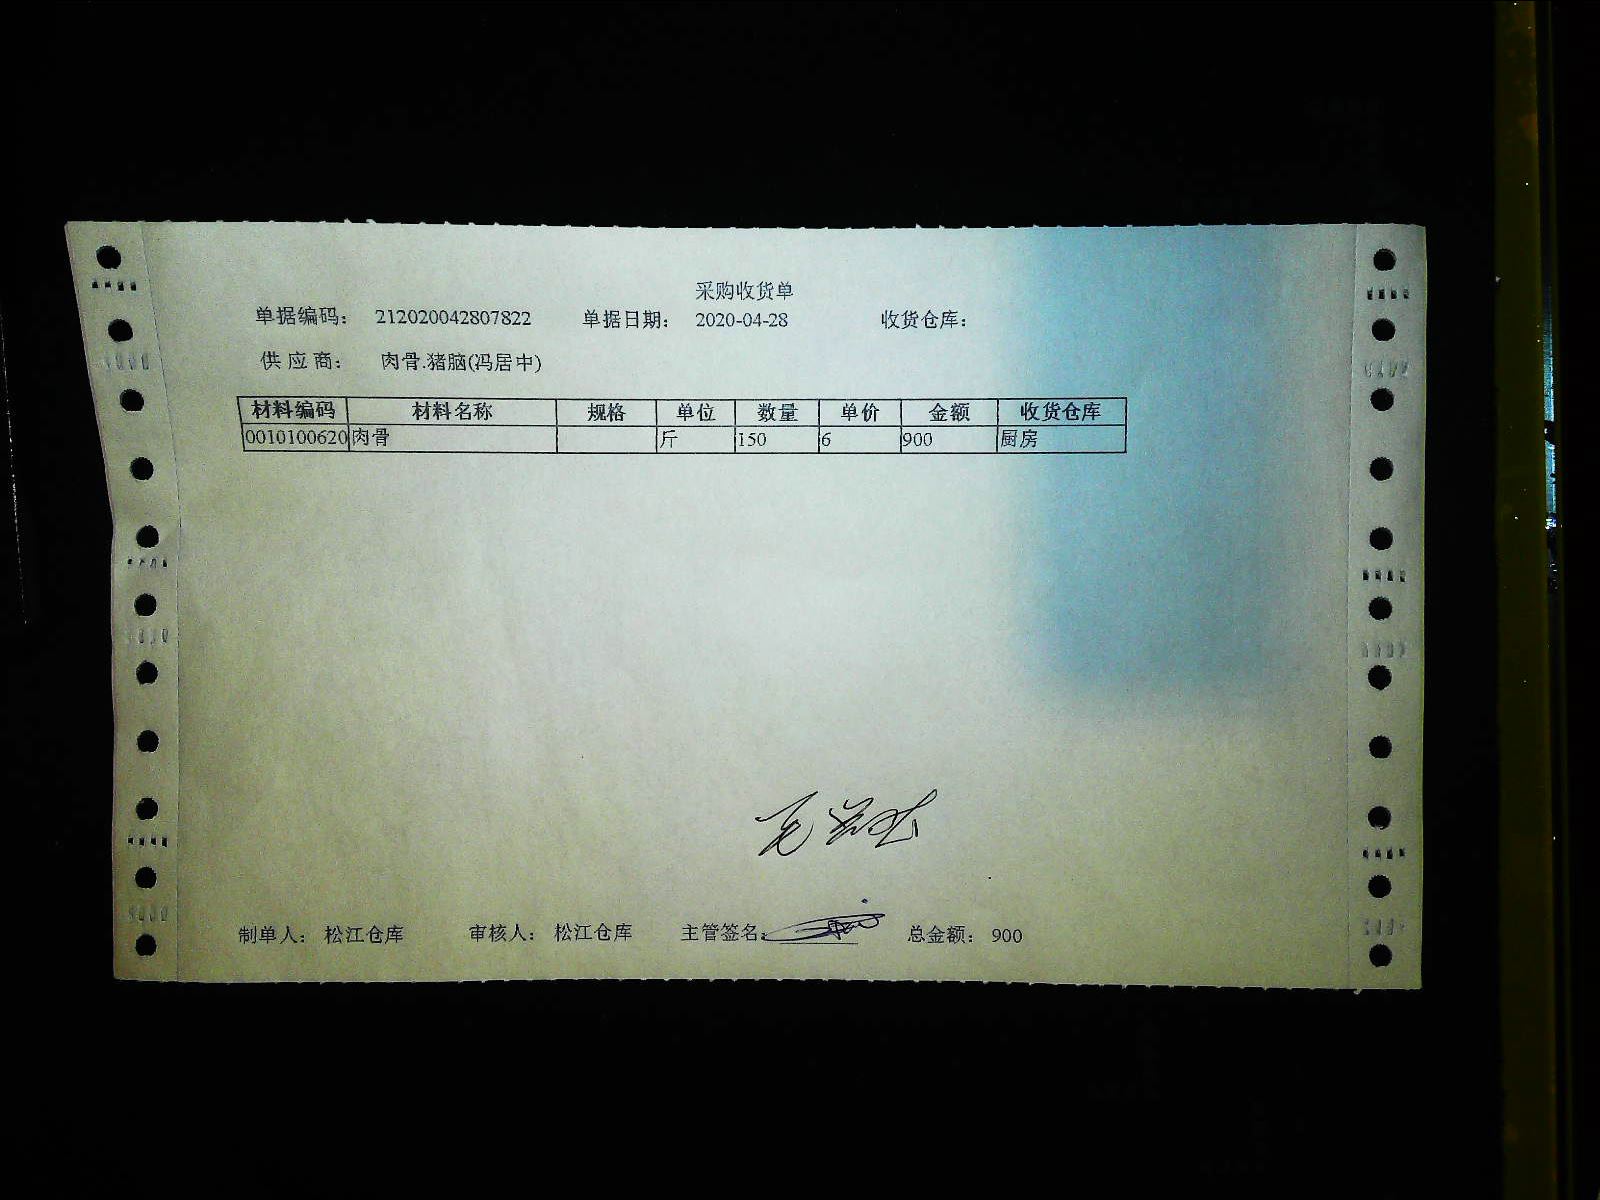 采购收货单
单据编码： 212020042807822 单据日期： 2020-04-28 收货仓库：
供 应 商： 肉骨.猪脑(冯居中)
材料编码 材料名称 规格 单位 数量 单价 金额 收货仓库
0010100620 肉骨 斤 150 6 900 厨房
制单人： 松江仓库 审核人： 松江仓库 主管签名： 总金额： 900